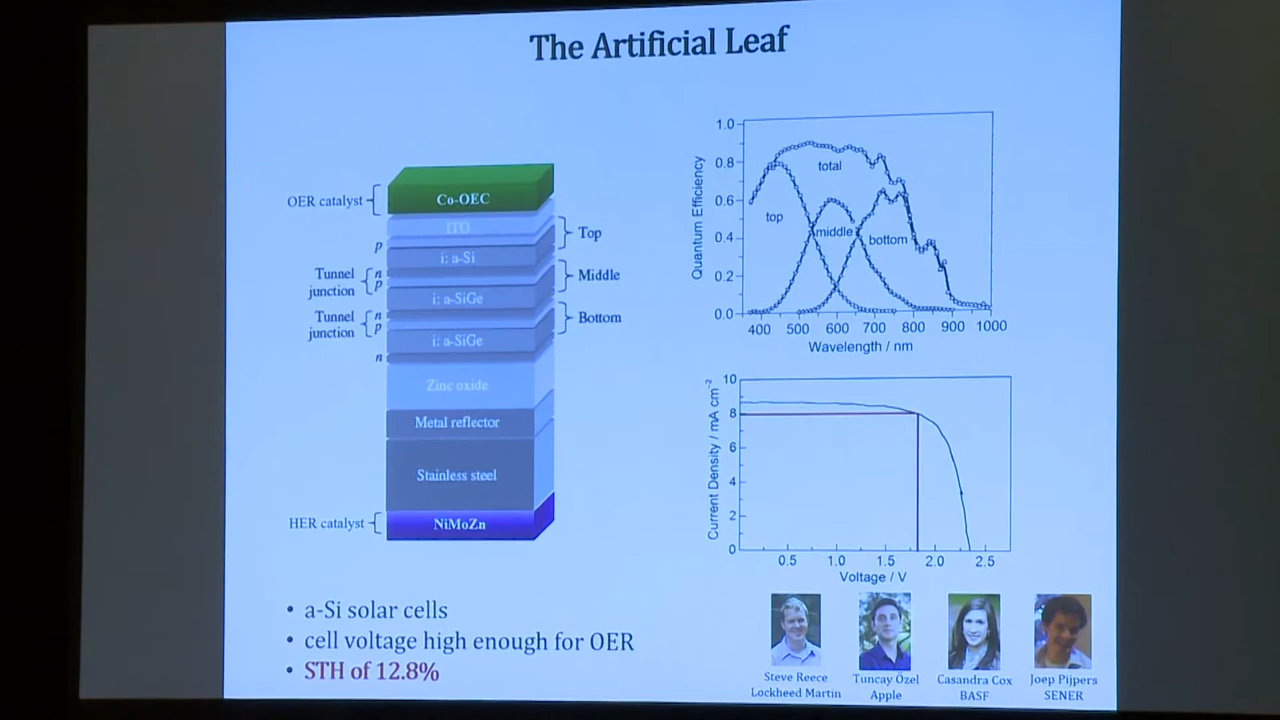 The Artificial Leaf
OER catalyst
Co-OEC
ITO
Top
p
i: a-Si
Tunnel
junction
n
p
Middle
i: a-SiGe
Tunnel
junction
n
p
Bottom
i: a-SiGe
n
Zinc oxide
Metal reflector
Stainless steel
HER catalyst
NiMoZn
Quantum Efficiency
1.0
0.8
0.6
0.4
0.2
0.0
total
top
middle
bottom
400 500 600 700 800 900 1000
Wavelength / nm
Current Density / mA cm⁻²
10
8
6
4
2
0
0.5 1.0 1.5 2.0 2.5
Voltage / V
• a-Si solar cells
• cell voltage high enough for OER
• STH of 12.8%
Steve Reece
Lockheed Martin
Tuncay Özel
Apple
Casandra Cox
BASF
Joep Pijpers
SENER